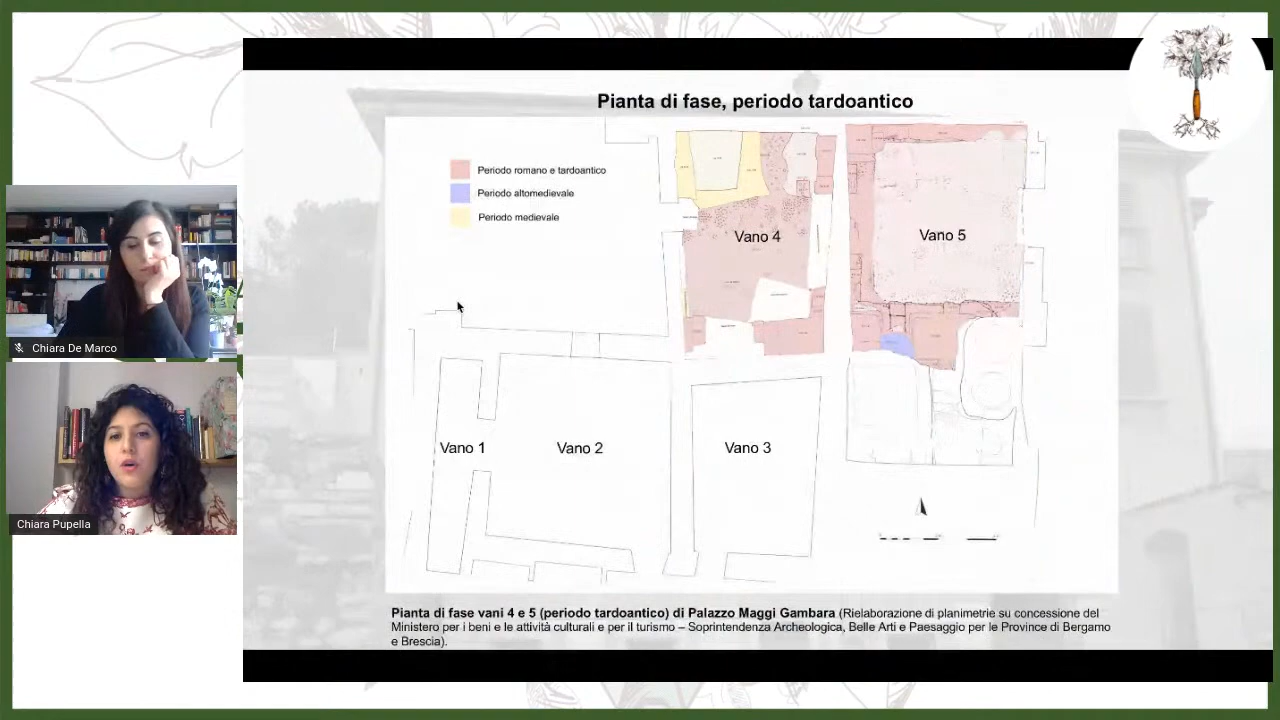 Pianta di fase, periodo tardoantico
Periodo romano e tardoantico
Periodo altomedievale
Periodo medievale
Vano 4
Vano 5
Vano 1
Vano 2
Vano 3
Chiara De Marco
Chiara Pupella
Pianta di fase vani 4 e 5 (periodo tardoantico) di Palazzo Maggi Gambara (Rielaborazione di planimetrie su concessione del
Ministero per i beni e le attività culturali e per il turismo – Soprintendenza Archeologica, Belle Arti e Paesaggio per le Province di Bergamo
e Brescia).